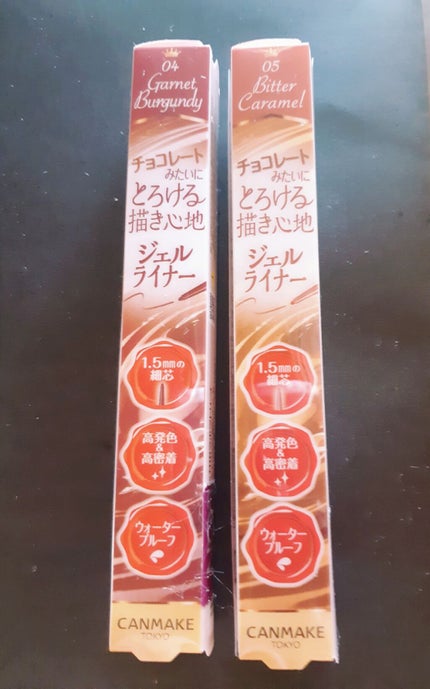 04
Garnet
Burgundy
チョコレート
みたいに
とろける
描き心地
ジェル
ライナー
1.5mmの
細芯
高発色
&
高密着
ウォーター
プルーフ
CANMAKE
TOKYO
05
Bitter
Caramel
チョコレート
みたいに
とろける
描き心地
ジェル
ライナー
1.5mmの
細芯
高発色
&
高密着
ウォーター
プルーフ
CANMAKE
TOKYO